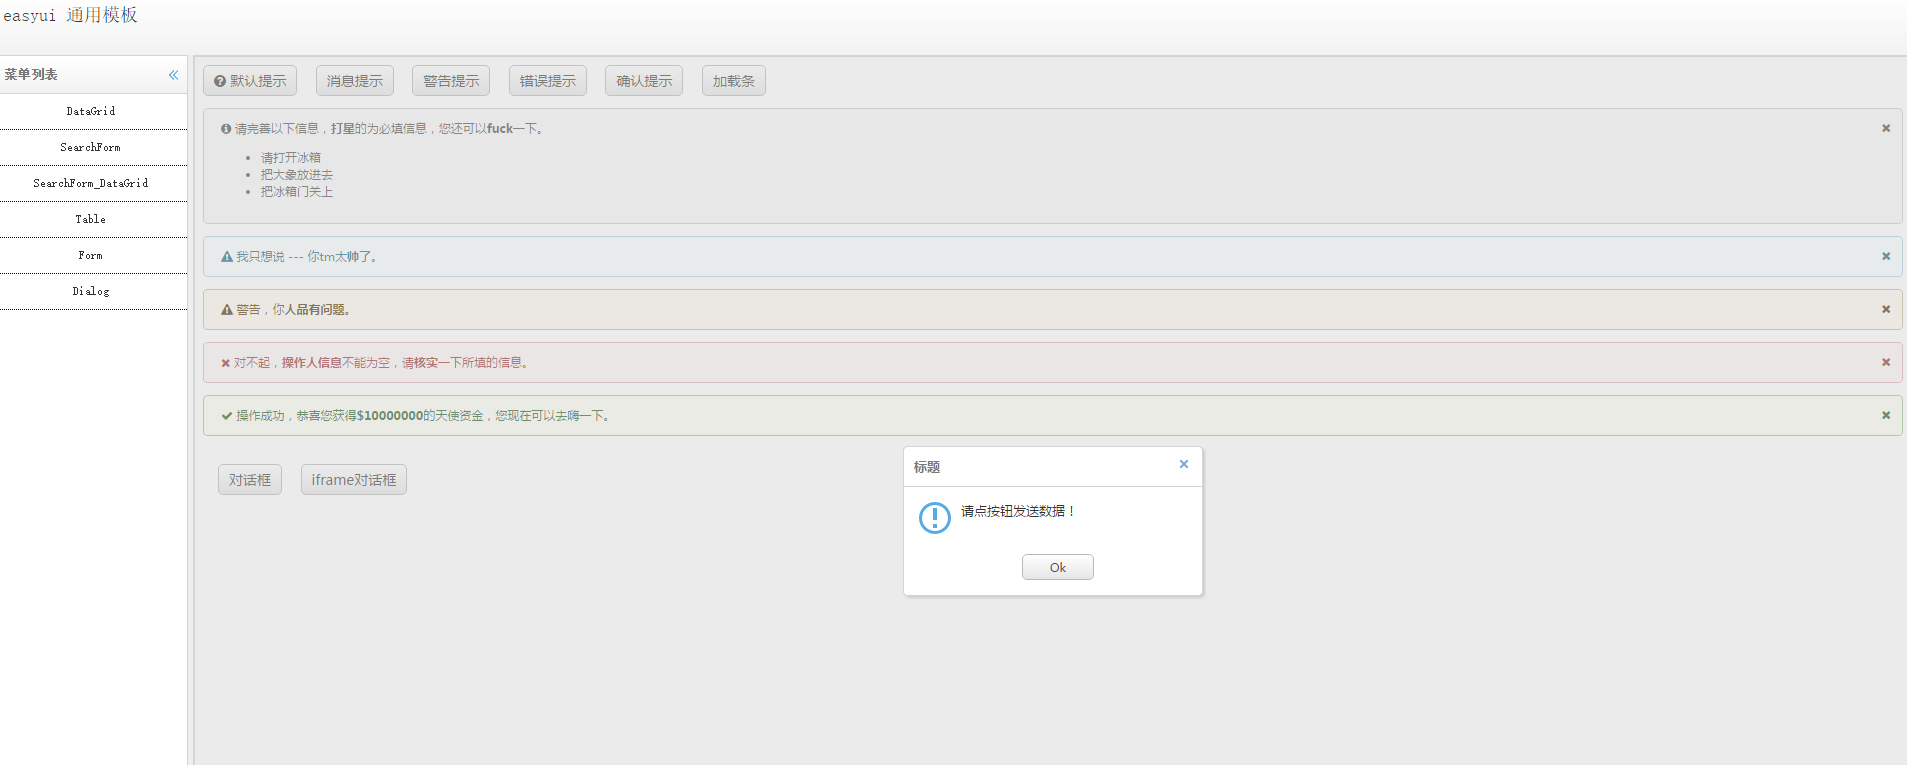 easyui 通用模板
菜单列表
DataGrid
SearchForm
SearchForm_DataGrid
Table
Form
Dialog
默认提示 消息提示 警告提示 错误提示 确认提示 加载条
请完善以下信息，打星的为必填信息，您还可以fuck一下。
请打开冰箱
把大象放进去
把冰箱门关上
我只想说 --- 你tm太帅了。
警告，你人品有问题。
对不起，操作人信息不能为空，请核实一下所填的信息。
操作成功，恭喜您获得$10000000的天使资金，您现在可以去嗨一下。
对话框 iframe对话框
标题
请点按钮发送数据！
Ok